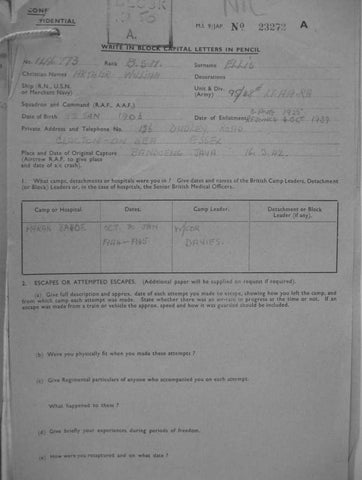 CONFIDENTIAL
A.
NIL
M.I. 9/JAP Nº 23272 A
WRITE IN BLOCK CAPITAL LETTERS IN PENCIL
No. Rank B.S.M. Surname ELLIS
Christian Names ARTHUR WILLIAM Decorations
Ship (R.N., U.S.N. or Merchant Navy) Unit & Div. (Army)
Squadron and Command (R.A.F., A.A.F.)
Date of Birth JAN Date of Enlistment 1939
Private Address and Telephone No. DUDLEY ROAD
CLACTON-ON SEA ESSEX
Place and Date of Original Capture BANDOENG JAVA
(Aircrew R.A.F. to give place and date of air crash).
1. What camps, detachments or hospitals were you in? Give dates and names of the British Camp Leaders, Detachment
(or Block) Leaders or, in the case of hospitals, the Senior British Medical Officers.
Camp or Hospital. Dates. Camp Leader. Detachment or Block Leader (if any).
W/COR
DAVIES.
2. ESCAPES OR ATTEMPTED ESCAPES. (Additional paper will be supplied on request if required).
(a) Give full description and approx. date of each attempt you made to escape, showing how you left the camp, and
from which camp each attempt was made. State whether there was an air-raid in progress at the time or not. If an
escape was made from a train or vehicle the approx. speed and how it was guarded should be included.
(b) Were you physically fit when you made these attempts?
(c) Give Regimental particulars of anyone who accompanied you on each attempt.
What happened to them?
(d) Give briefly your experiences during periods of freedom.
(e) How were you recaptured and on what date?